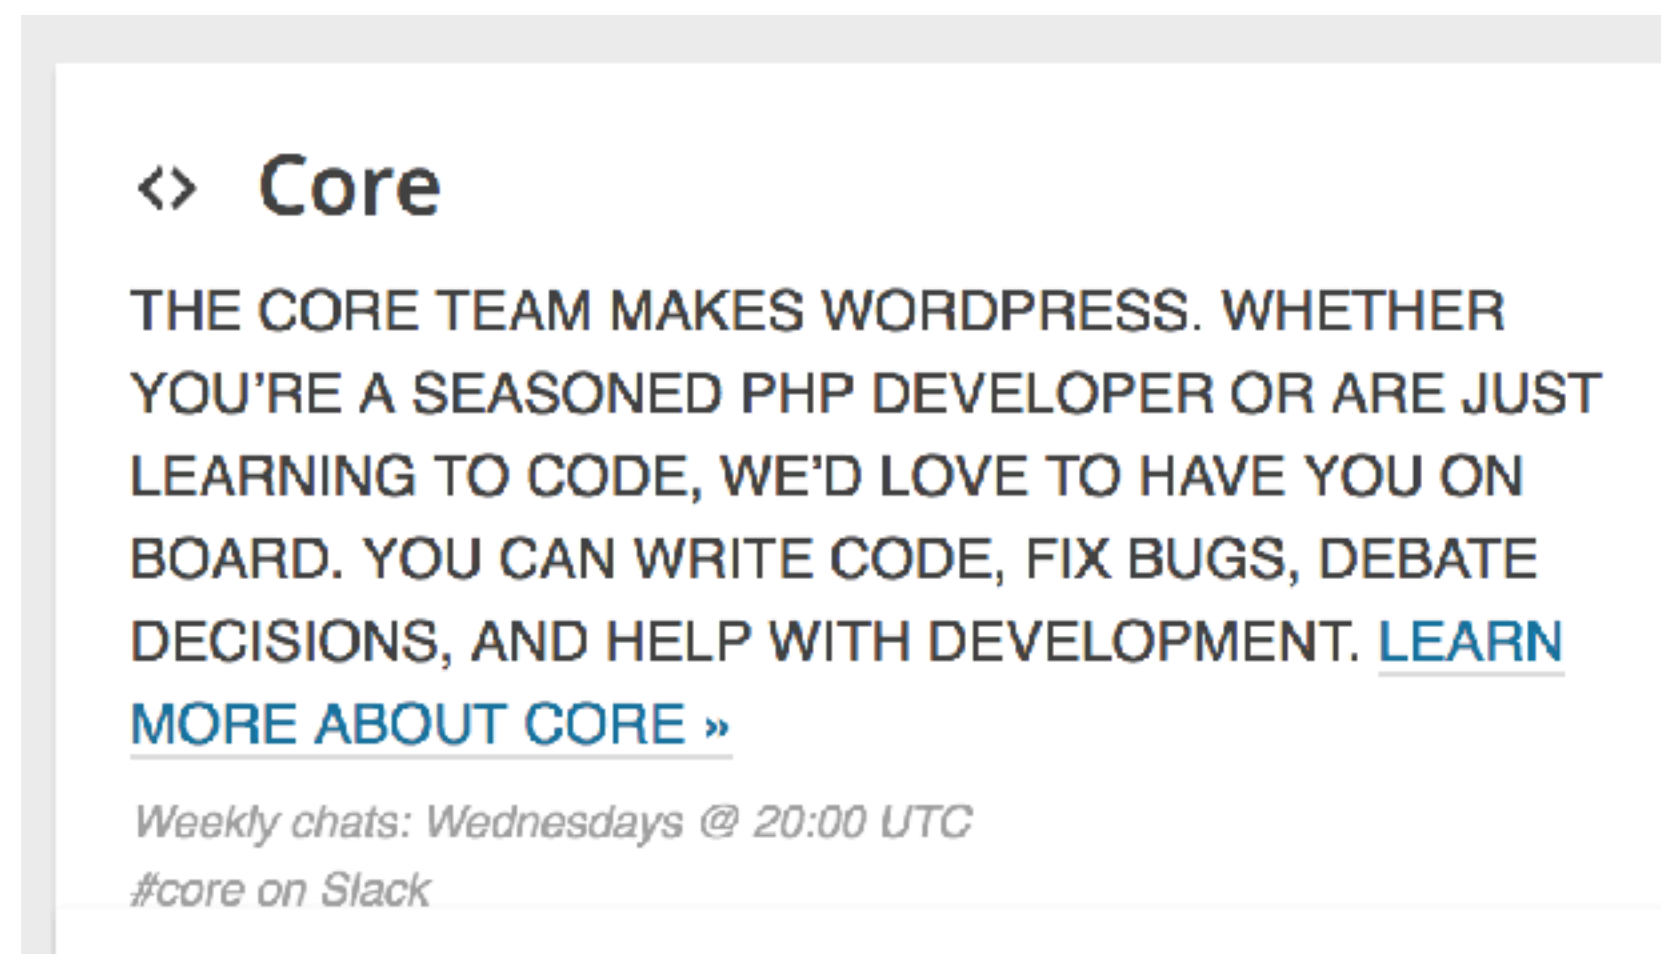 <> Core
THE CORE TEAM MAKES WORDPRESS. WHETHER
YOU’RE A SEASONED PHP DEVELOPER OR ARE JUST
LEARNING TO CODE, WE’D LOVE TO HAVE YOU ON
BOARD. YOU CAN WRITE CODE, FIX BUGS, DEBATE
DECISIONS, AND HELP WITH DEVELOPMENT. LEARN
MORE ABOUT CORE »
Weekly chats: Wednesdays @ 20:00 UTC
#core on Slack